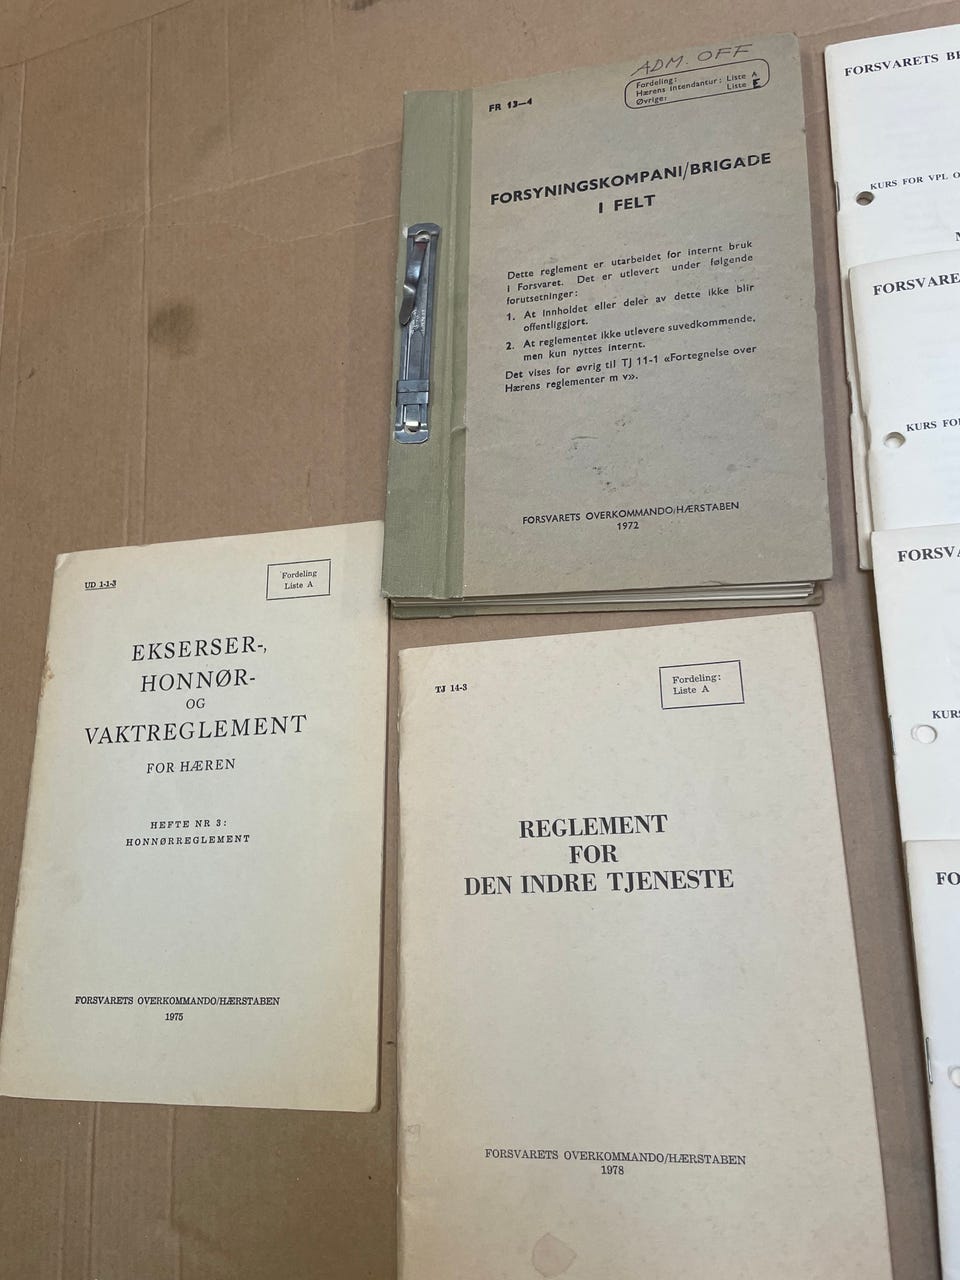 ADM. OFF
FR 13—4
Fordeling:
Hærens intendantur: Liste A
Øvrige: Liste E
FORSYNINGSKOMPANI/BRIGADE
I FELT
Dette reglement er utarbeidet for internt bruk
i Forsvaret. Det er utlevert under følgende
forutsetninger:
1. At innholdet eller deler av dette ikke blir
offentliggjort.
2. At reglementet ikke utlevere suvedkommende,
men kun nyttes internt.
Det vises for øvrig til TJ 11-1 «Fortegnelse over
Hærens reglementer m v».
FORSVARETS OVERKOMMANDO/HÆRSTABEN
1972
UD 1-1-3
Fordeling
Liste A
EKSERSER-,
HONNØR-
OG
VAKTREGLEMENT
FOR HÆREN
HEFTE NR 3:
HONNØRREGLEMENT
FORSVARETS OVERKOMMANDO/HÆRSTABEN
1975
TJ 14-3
Fordeling:
Liste A
REGLEMENT
FOR
DEN INDRE TJENESTE
FORSVARETS OVERKOMMANDO/HÆRSTABEN
1978
FORSVARETS
KURS FOR VPL
KURS